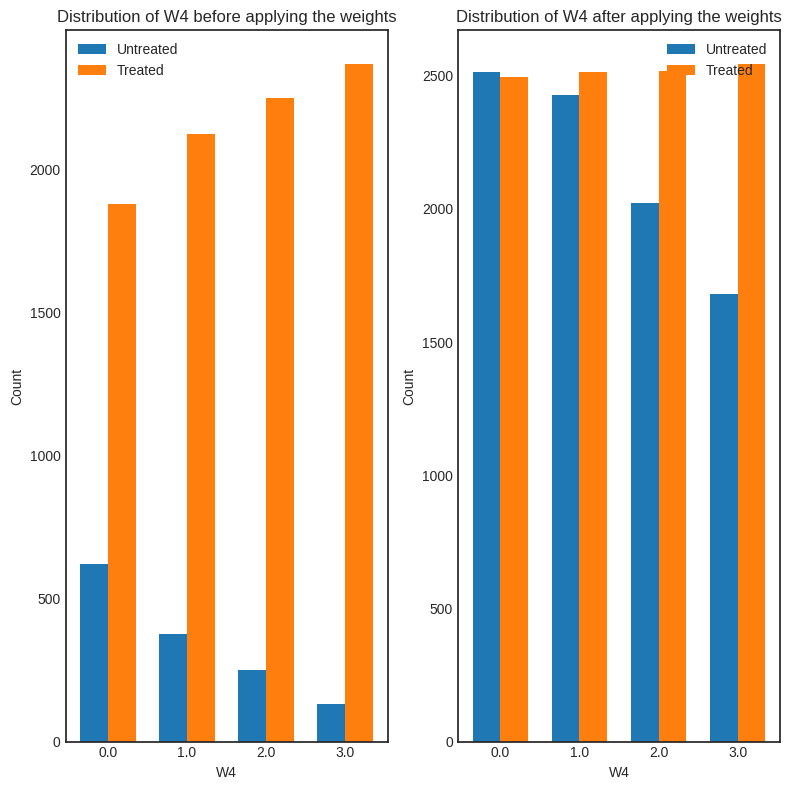 Distribution of W4 before applying the weights
Untreated
Treated
2000
1500
1000
500
0
Count
0.0 1.0 2.0 3.0
W4
Distribution of W4 after applying the weights
Untreated
Treated
2500
2000
1500
1000
500
0
Count
0.0 1.0 2.0 3.0
W4